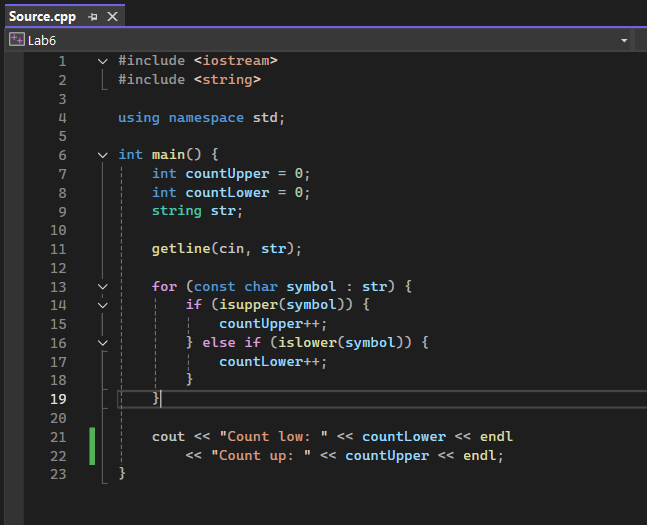 Source.cpp
Lab6
1 #include <iostream>
2 #include <string>
3
4 using namespace std;
5
6 int main() {
7 int countUpper = 0;
8 int countLower = 0;
9 string str;
10
11 getline(cin, str);
12
13 for (const char symbol : str) {
14 if (isupper(symbol)) {
15 countUpper++;
16 } else if (islower(symbol)) {
17 countLower++;
18 }
19 }
20
21 cout << "Count low: " << countLower << endl
22 << "Count up: " << countUpper << endl;
23 }